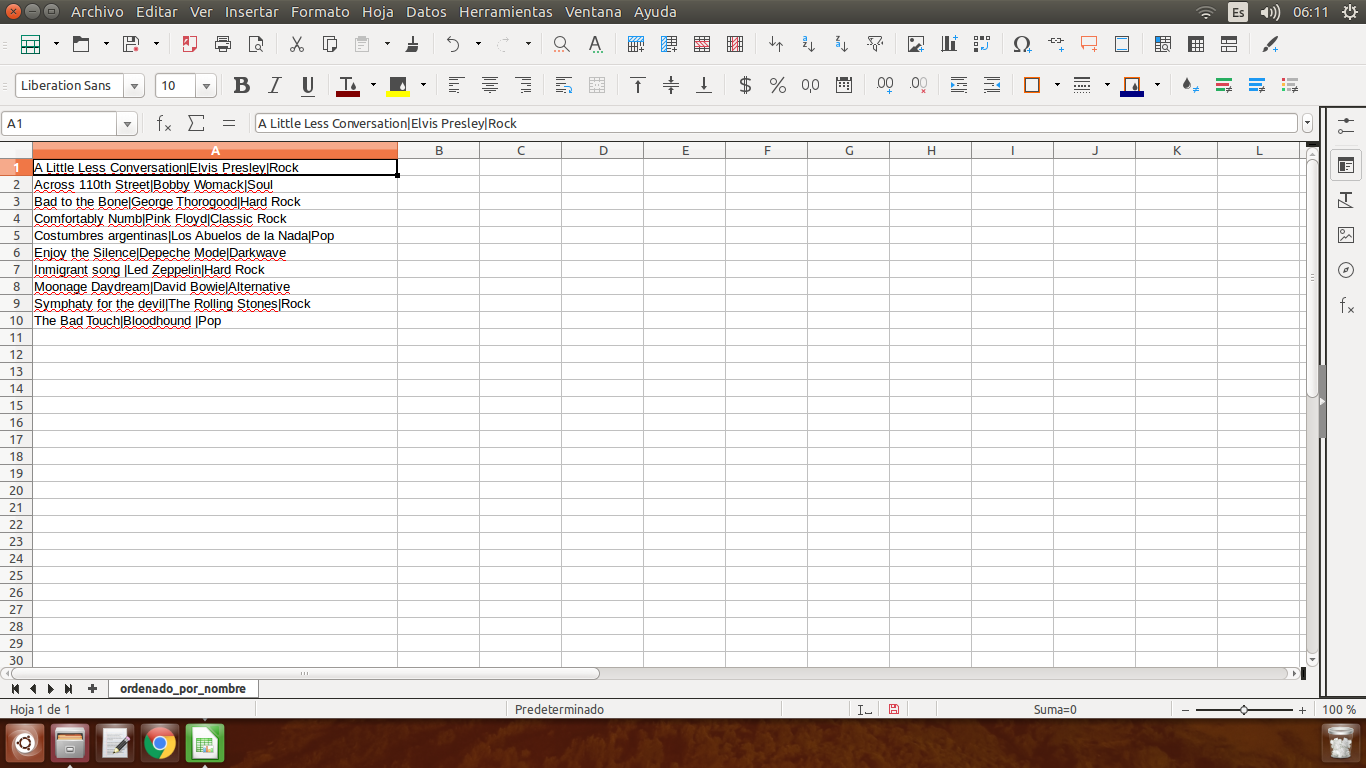 Archivo Editar Ver Insertar Formato Hoja Datos Herramientas Ventana Ayuda Es 06:11
Liberation Sans 10
A1 A Little Less Conversation|Elvis Presley|Rock
A B C D E F G H I J K L
1 A Little Less Conversation|Elvis Presley|Rock
2 Across 110th Street|Bobby Womack|Soul
3 Bad to the Bone|George Thorogood|Hard Rock
4 Comfortably Numb|Pink Floyd|Classic Rock
5 Costumbres argentinas|Los Abuelos de la Nada|Pop
6 Enjoy the Silence|Depeche Mode|Darkwave
7 Inmigrant song |Led Zeppelin|Hard Rock
8 Moonage Daydream|David Bowie|Alternative
9 Symphaty for the devil|The Rolling Stones|Rock
10 The Bad Touch|Bloodhound |Pop
11
12
13
14
15
16
17
18
19
20
21
22
23
24
25
26
27
28
29
30
ordenado_por_nombre
Hoja 1 de 1 Predeterminado Suma=0 100 %